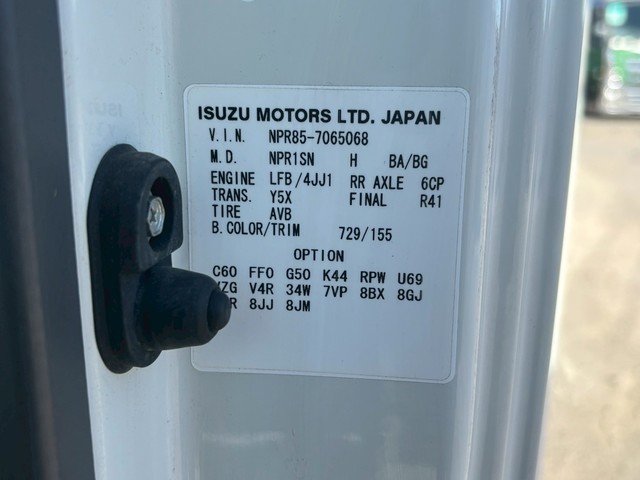 ISUZU MOTORS LTD. JAPAN
V.I.N. NPR85-7065068
M.D. NPR1SN H BA/BG
ENGINE LFB/4JJ1 RR AXLE 6CP
TRANS. Y5X FINAL R41
TIRE AVB
B.COLOR/TRIM 729/155
OPTION
C60 FF0 G50 K44 RPW U69
V4R 34W 7VP 8BX 8GJ
8JJ 8JM